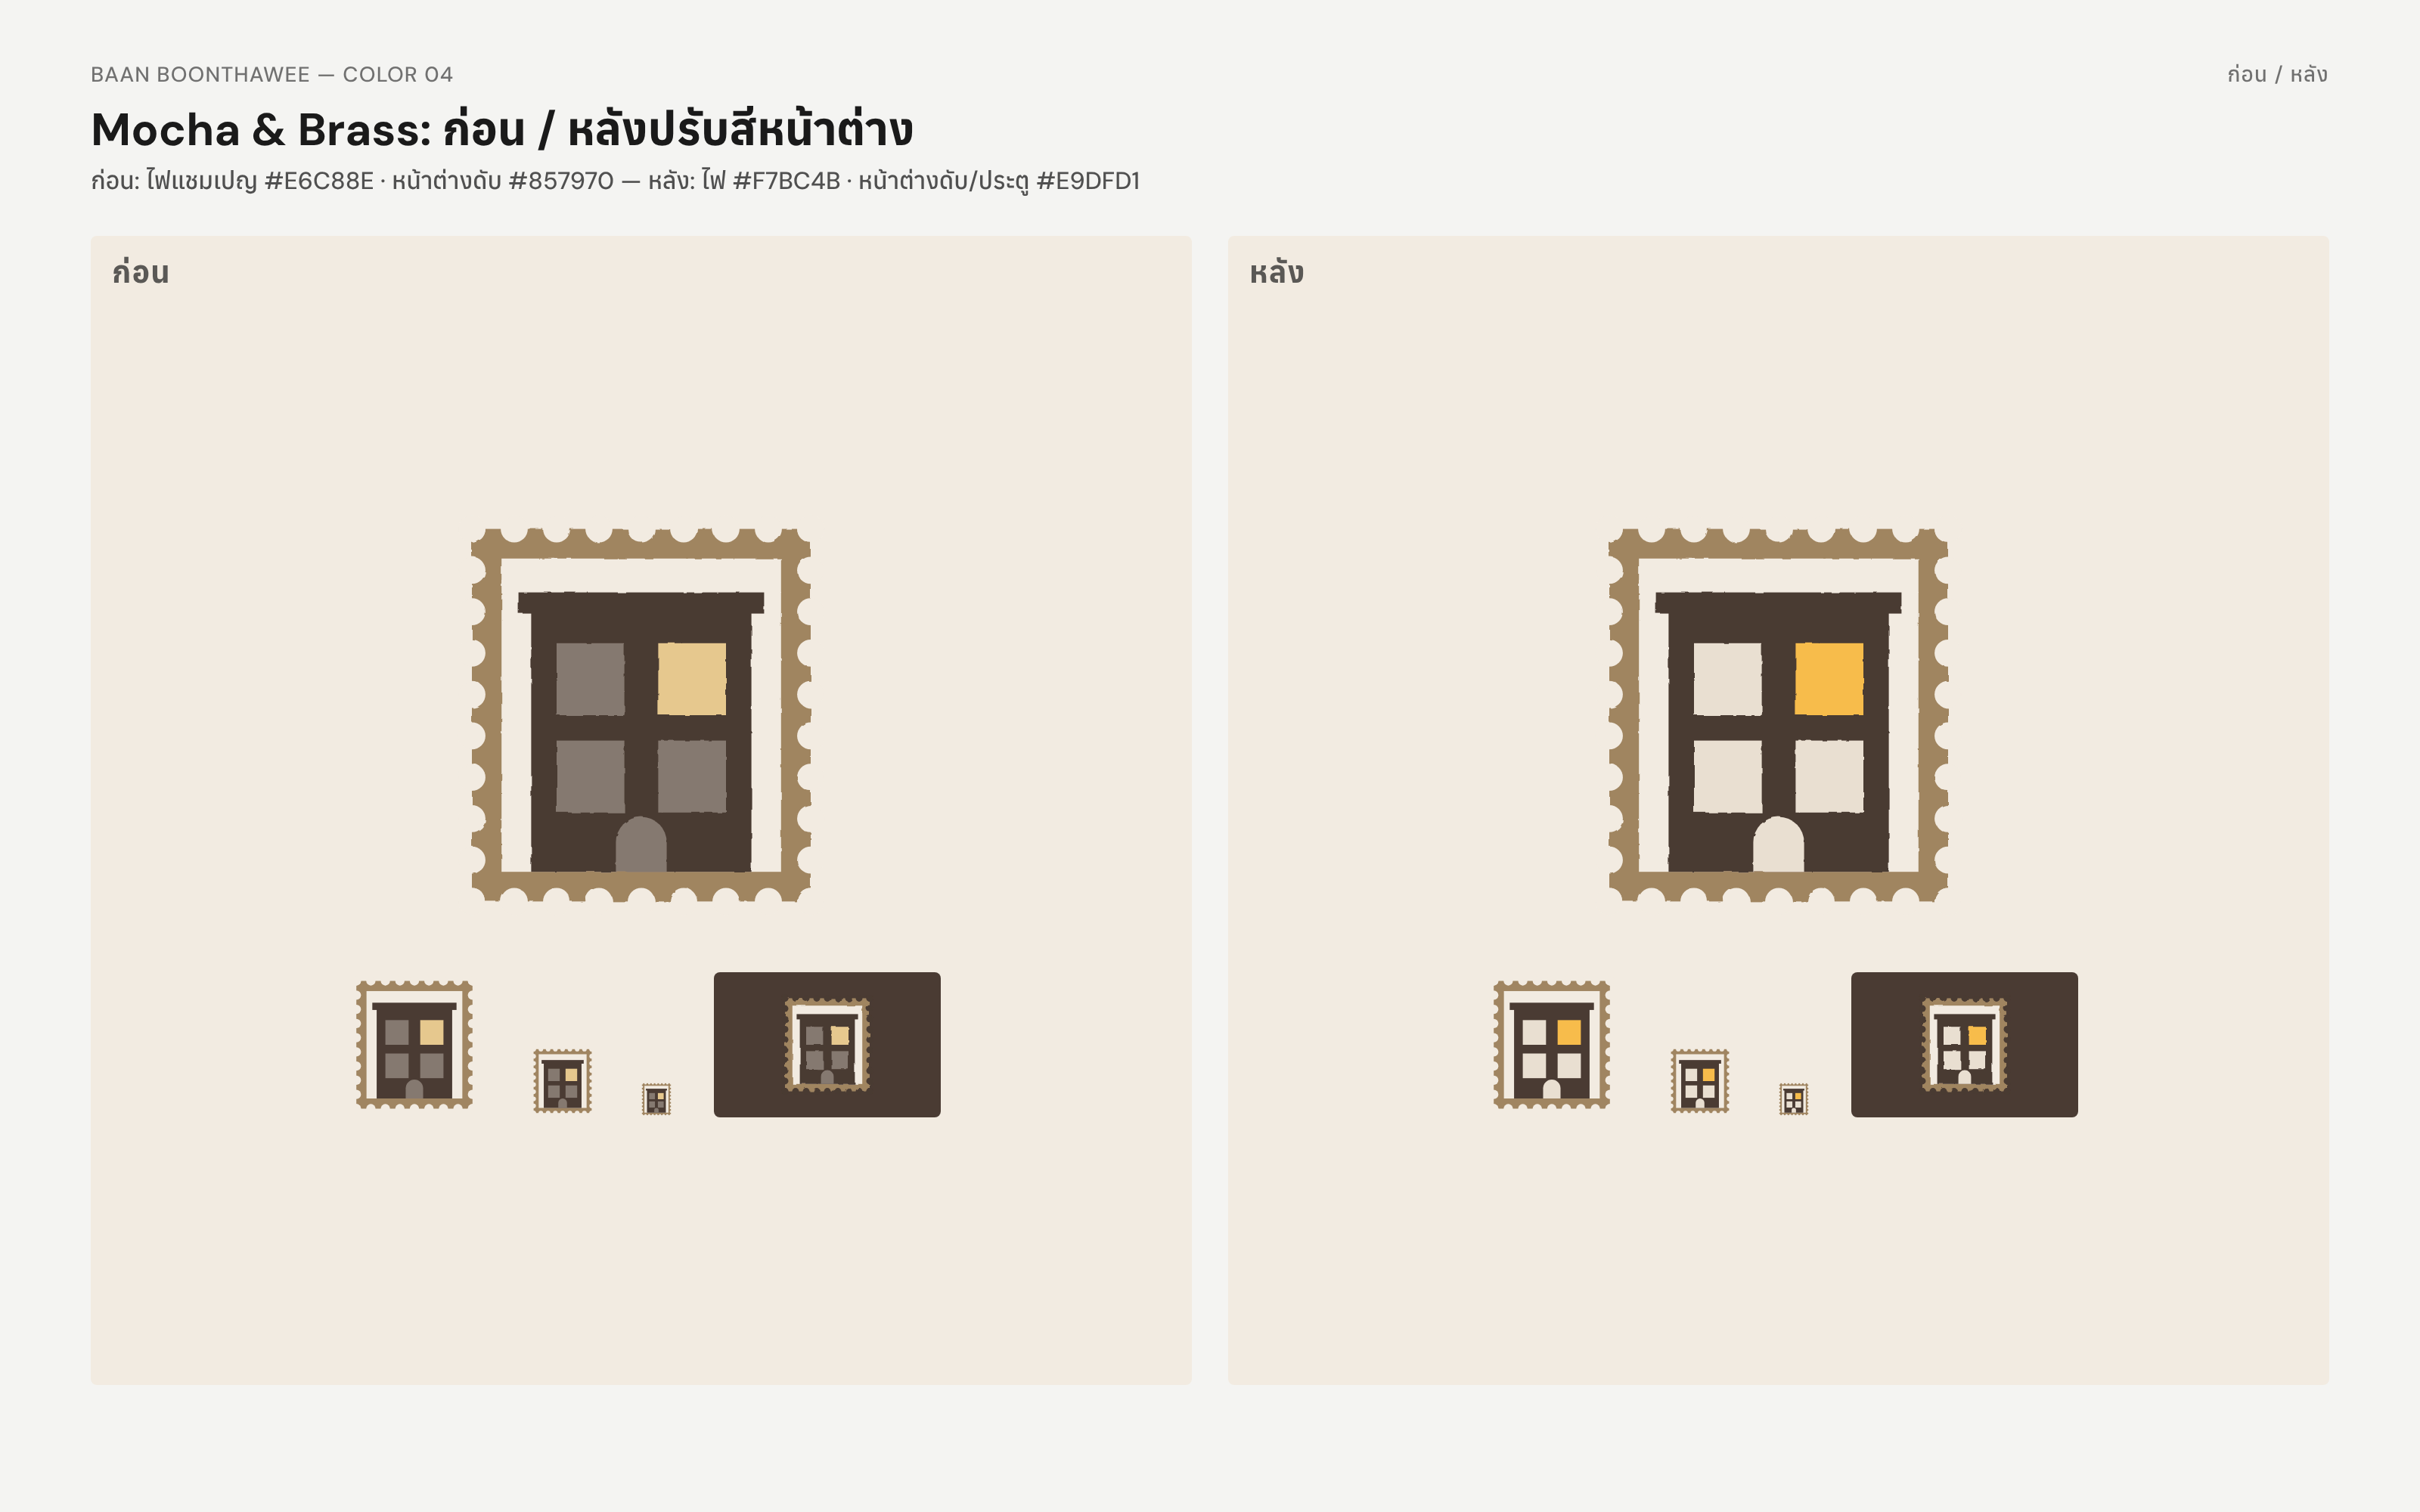 BAAN BOONTHAWEE — COLOR 04
ก่อน / หลัง
Mocha & Brass: ก่อน / หลังปรับสีหน้าต่าง
ก่อน: ไฟแชมเปญ #E6C88E · หน้าต่างดับ #857970 — หลัง: ไฟ #F7BC4B · หน้าต่างดับ/ประตู #E9DFD1
ก่อน
หลัง